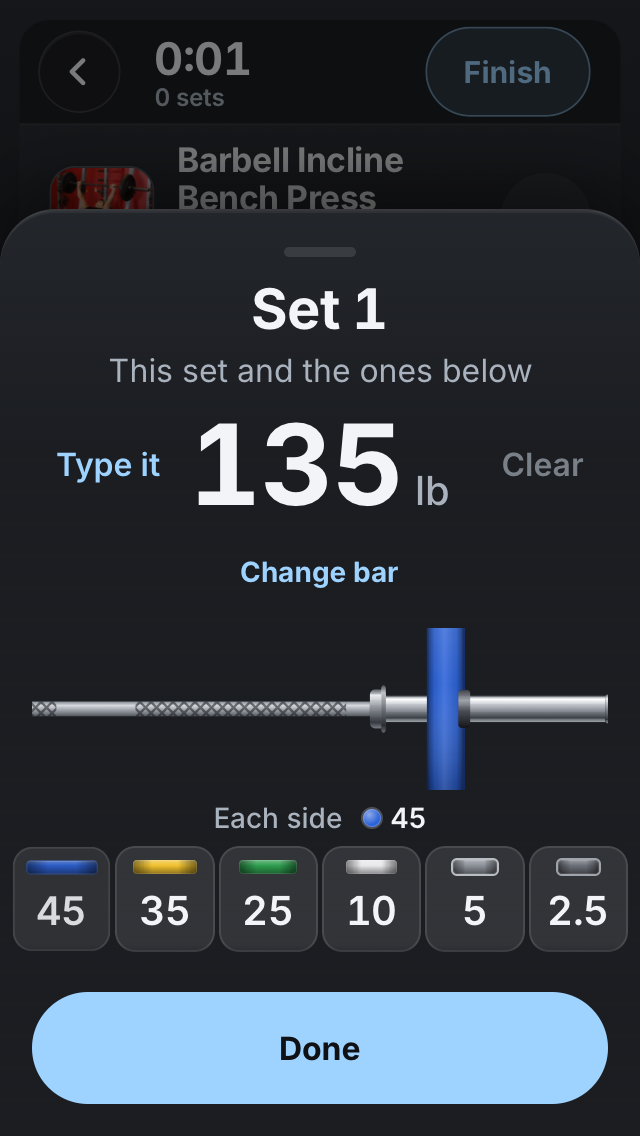 0:01
0 sets
Finish
Barbell Incline
Bench Press
Set 1
This set and the ones below
Type it
135 lb
Clear
Change bar
Each side 45
45
35
25
10
5
2.5
Done